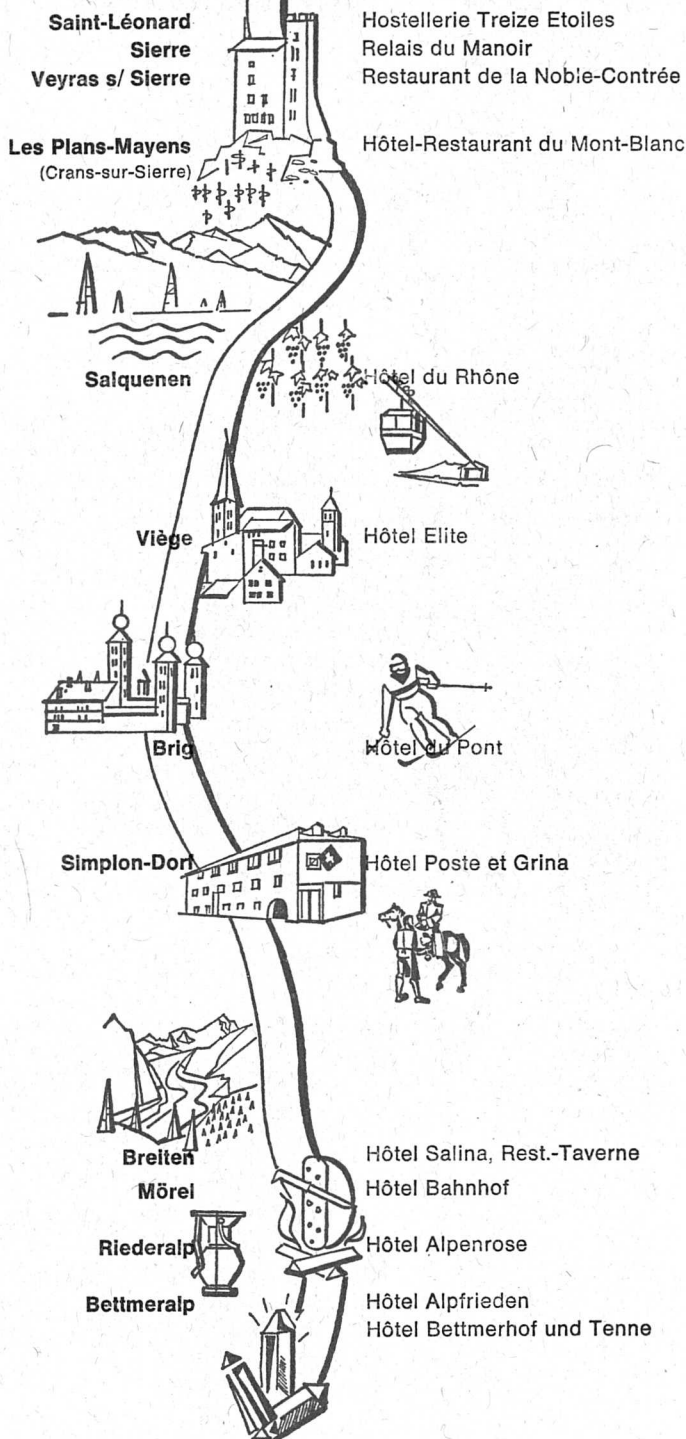 Saint-Léonard Hostellerie Treize Etoiles
Sierre Relais du Manoir
Veyras s/ Sierre Restaurant de la Noble-Contrée
Les Plans-Mayens Hôtel-Restaurant du Mont-Blanc
(Crans-sur-Sierre)
Salquenen Hôtel du Rhône
Viège Hôtel Elite
Brig Hôtel du Pont
Simplon-Dorf Hôtel Poste et Grina
Breiten Hôtel Salina, Rest.-Taverne
Mörel Hôtel Bahnhof
Riederalp Hôtel Alpenrose
Bettmeralp Hôtel Alpfrieden
Hôtel Bettmerhof und Tenne